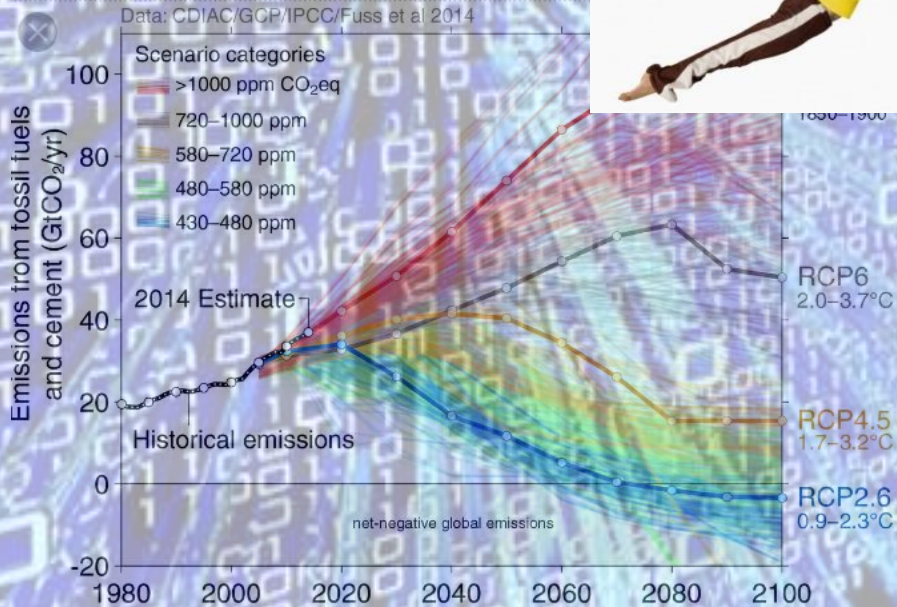 Data: CDIAC/GCP/IPCC/Fuss et al 2014
Scenario categories
>1000 ppm CO₂eq
720–1000 ppm
580–720 ppm
480–580 ppm
430–480 ppm
Emissions from fossil fuels
and cement (GtCO₂/yr)
100
80
60
40
20
0
-20
2014 Estimate
Historical emissions
net-negative global emissions
1850–1900
RCP6
2.0–3.7°C
RCP4.5
1.7–3.2°C
RCP2.6
0.9–2.3°C
1980
2000
2020
2040
2060
2080
2100